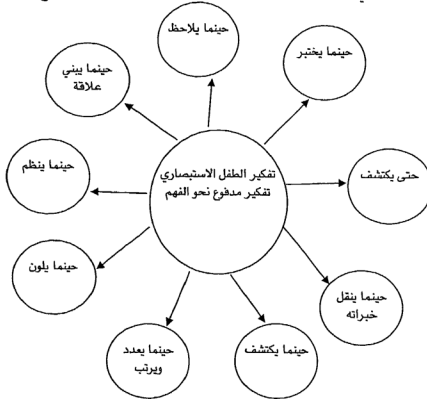 حينما يلاحظ
حينما يختبر
حينما يبني
علاقة
تفكير الطفل الاستبصاري
تفكير مدفوع نحو الفهم
حتى يكتشف
حينما ينظم
حينما ينقل
خبراته
حينما يلون
حينما يكتشف
حينما يعدد
ويرتب